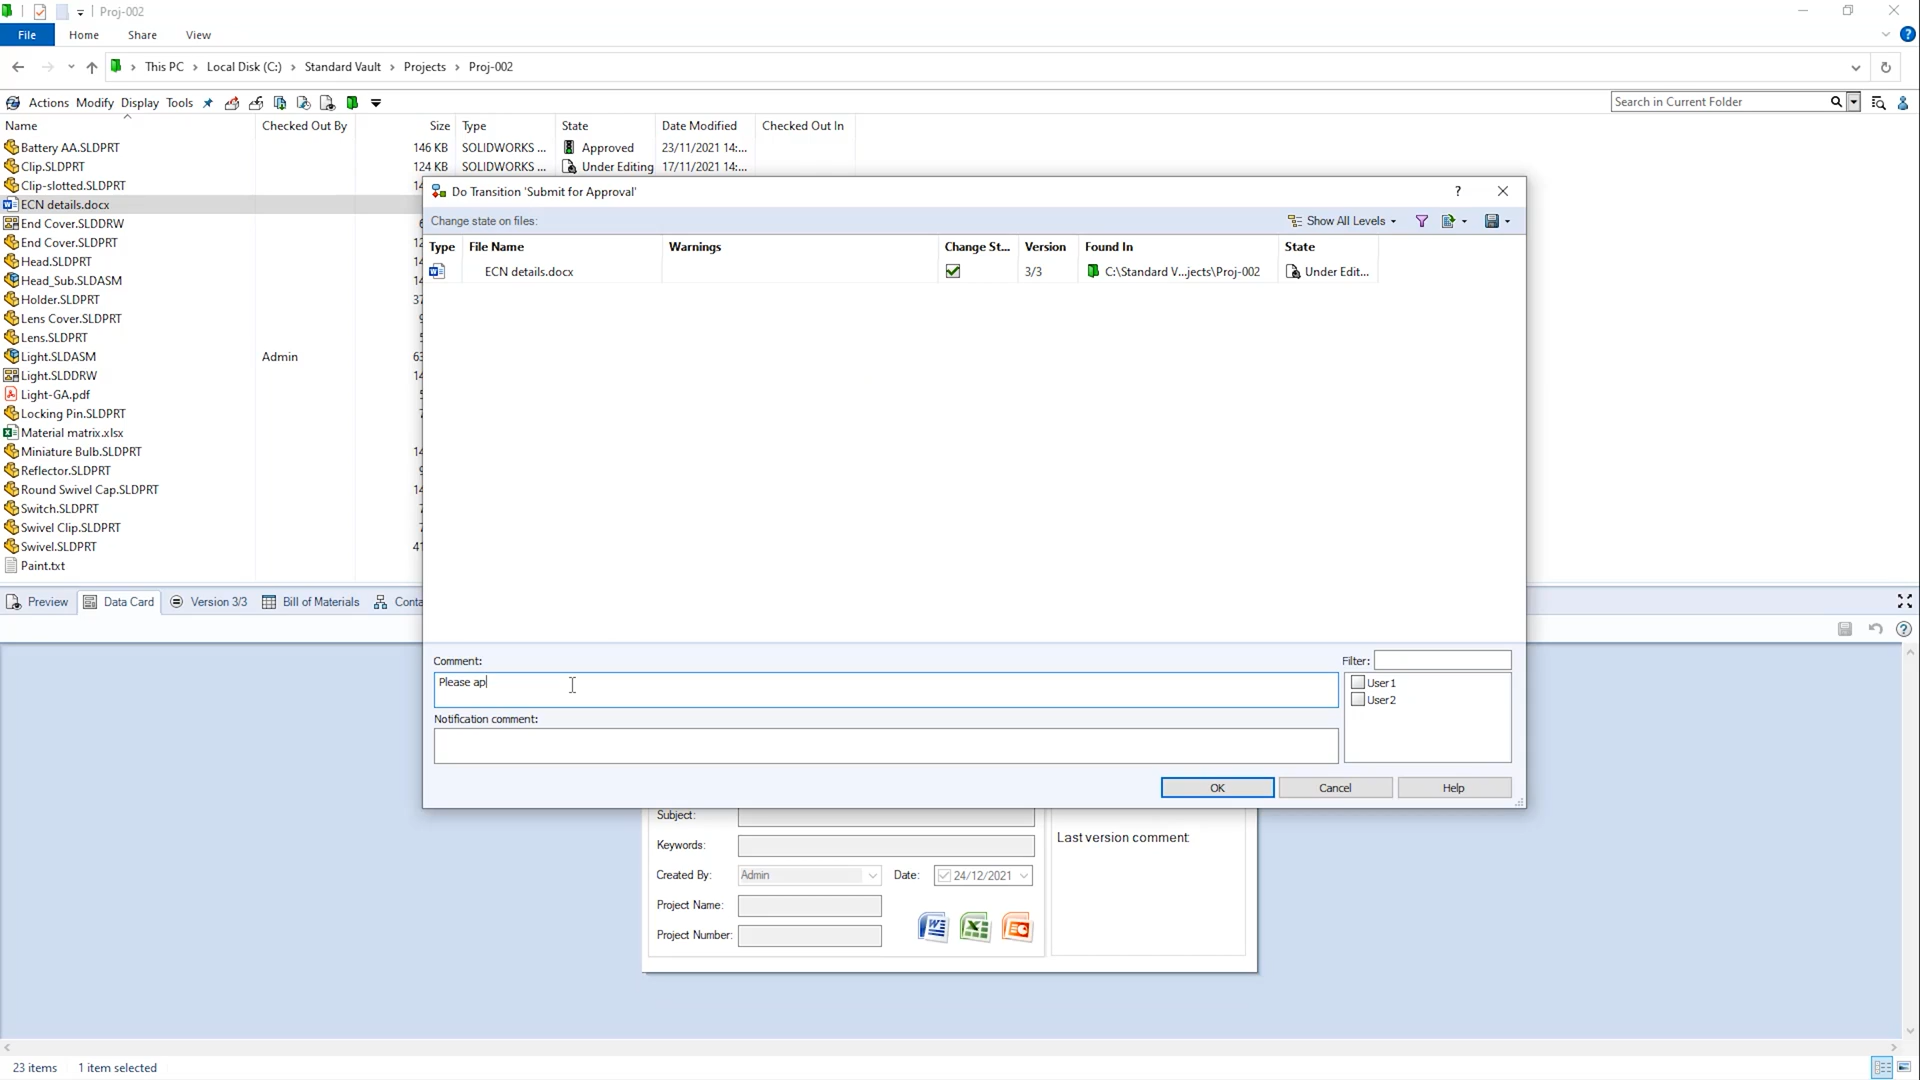 Proj-002
File Home Share View
This PC Local Disk (C:) Standard Vault Projects Proj-002
Actions Modify Display Tools Search in Current Folder
Name Checked Out By Size Type State Date Modified Checked Out In
Battery AA.SLDPRT 146 KB SOLIDWORKS ... Approved 23/11/2021 14:...
Clip.SLDPRT 124 KB SOLIDWORKS ... Under Editing 17/11/2021 14:...
Clip-slotted.SLDPRT
ECN details.docx
End Cover.SLDDRW
End Cover.SLDPRT
Head.SLDPRT
Head_Sub.SLDASM
Holder.SLDPRT
Lens Cover.SLDPRT
Lens.SLDPRT
Light.SLDASM Admin
Light.SLDDRW
Light-GA.pdf
Locking Pin.SLDPRT
Material matrix.xlsx
Miniature Bulb.SLDPRT
Reflector.SLDPRT
Round Swivel Cap.SLDPRT
Switch.SLDPRT
Swivel Clip.SLDPRT
Swivel.SLDPRT
Paint.txt
Do Transition 'Submit for Approval' ?
Change state on files: Show All Levels
Type File Name Warnings Change St... Version Found In State
ECN details.docx 3/3 C:\Standard V...jects\Proj-002 Under Edit...
Preview Data Card Version 3/3 Bill of Materials Conta
Comment: Filter:
Please ap
User1
User2
Notification comment:
OK Cancel Help
Subject:
Last version comment
Keywords:
Created By: Admin Date: 24/12/2021
Project Name:
Project Number:
23 items 1 item selected